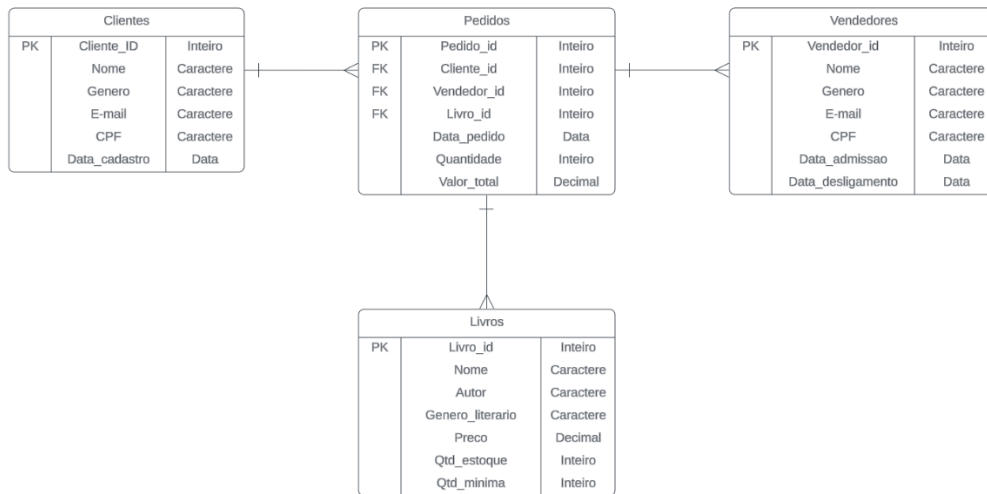 Clientes
PK Cliente_ID Inteiro
Nome Caractere
Genero Caractere
E-mail Caractere
CPF Caractere
Data_cadastro Data
Pedidos
PK Pedido_id Inteiro
FK Cliente_id Inteiro
FK Vendedor_id Inteiro
FK Livro_id Inteiro
Data_pedido Data
Quantidade Inteiro
Valor_total Decimal
Vendedores
PK Vendedor_id Inteiro
Nome Caractere
Genero Caractere
E-mail Caractere
CPF Caractere
Data_admissao Data
Data_desligamento Data
Livros
PK Livro_id Inteiro
Nome Caractere
Autor Caractere
Genero_literario Caractere
Preco Decimal
Qtd_estoque Inteiro
Qtd_minima Inteiro